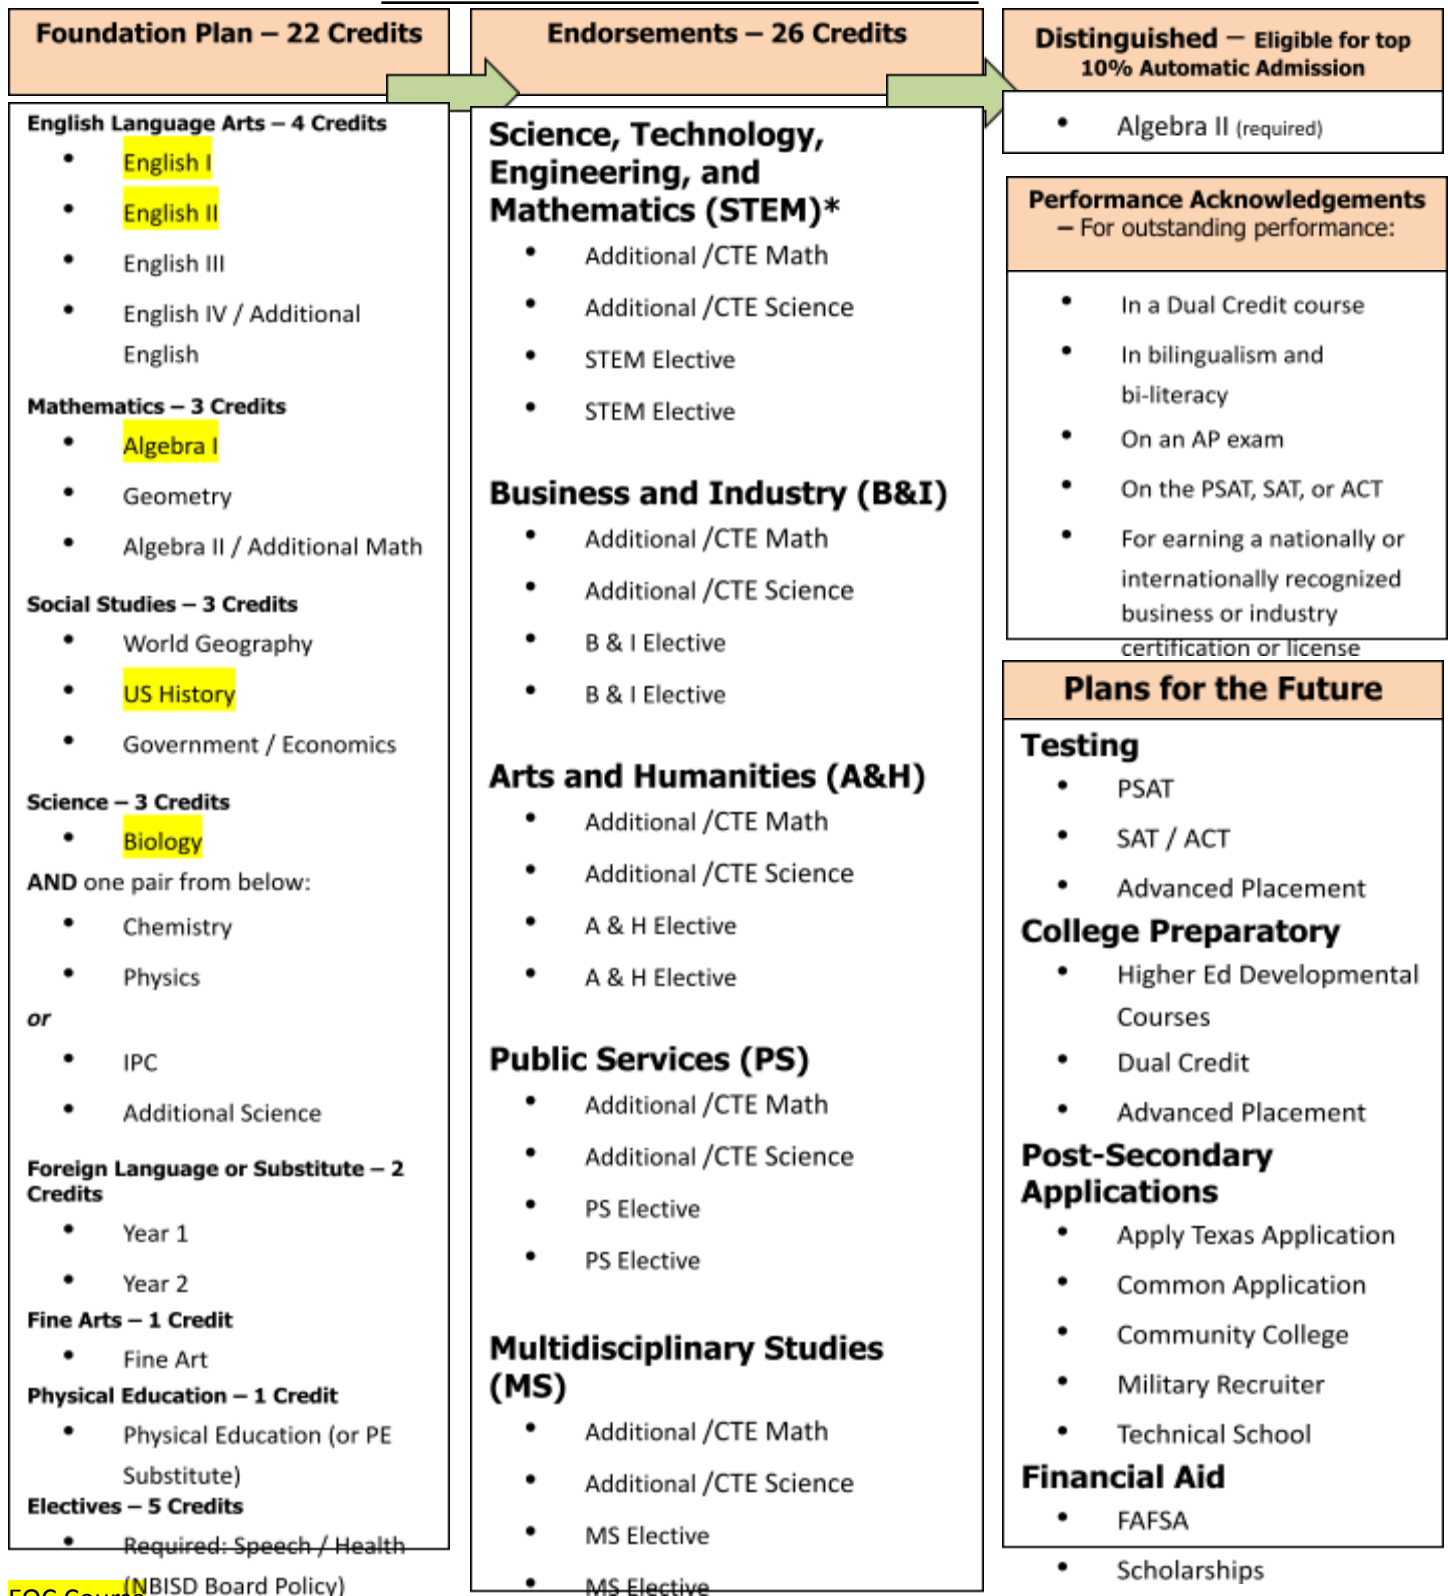 Foundation Plan – 22 Credits
English Language Arts – 4 Credits
• English I
• English II
• English III
• English IV / Additional
English
Mathematics – 3 Credits
• Algebra I
• Geometry
• Algebra II / Additional Math
Social Studies – 3 Credits
• World Geography
• US History
• Government / Economics
Science – 3 Credits
• Biology
AND one pair from below:
• Chemistry
• Physics
or
• IPC
• Additional Science
Foreign Language or Substitute – 2
Credits
• Year 1
• Year 2
Fine Arts – 1 Credit
• Fine Art
Physical Education – 1 Credit
• Physical Education (or PE
Substitute)
Electives – 5 Credits
• Required: Speech / Health
(NBISD Board Policy)
EOC Course
Endorsements – 26 Credits
Science, Technology,
Engineering, and
Mathematics (STEM)*
• Additional /CTE Math
• Additional /CTE Science
• STEM Elective
• STEM Elective
Business and Industry (B&I)
• Additional /CTE Math
• Additional /CTE Science
• B & I Elective
• B & I Elective
Arts and Humanities (A&H)
• Additional /CTE Math
• Additional /CTE Science
• A & H Elective
• A & H Elective
Public Services (PS)
• Additional /CTE Math
• Additional /CTE Science
• PS Elective
• PS Elective
Multidisciplinary Studies
(MS)
• Additional /CTE Math
• Additional /CTE Science
• MS Elective
• MS Elective
Distinguished – Eligible for top
10% Automatic Admission
• Algebra II (required)
Performance Acknowledgements
– For outstanding performance:
• In a Dual Credit course
• In bilingualism and
bi-literacy
• On an AP exam
• On the PSAT, SAT, or ACT
• For earning a nationally or
internationally recognized
business or industry
certification or license
Plans for the Future
Testing
• PSAT
• SAT / ACT
• Advanced Placement
College Preparatory
• Higher Ed Developmental
Courses
• Dual Credit
• Advanced Placement
Post-Secondary
Applications
• Apply Texas Application
• Common Application
• Community College
• Military Recruiter
• Technical School
Financial Aid
• FAFSA
• Scholarships